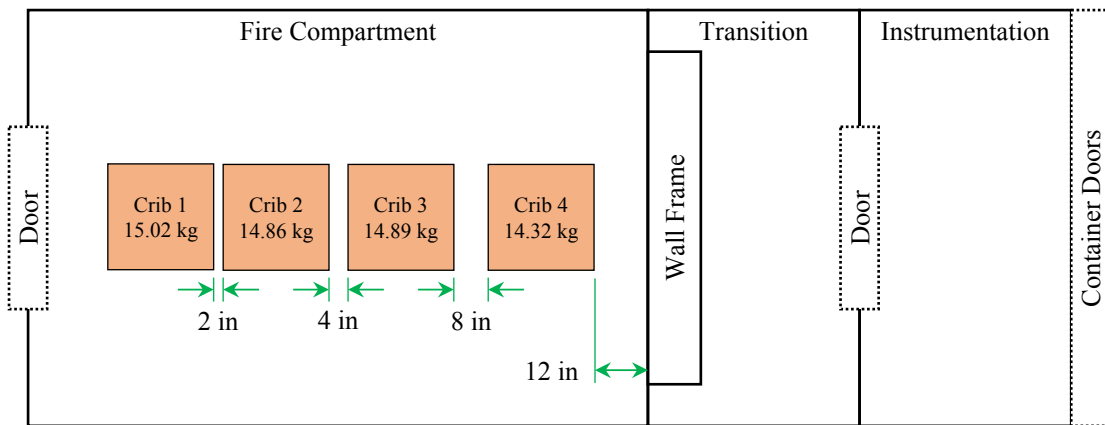 Fire Compartment
Transition
Instrumentation
Door
Crib 1
15.02 kg
Crib 2
14.86 kg
Crib 3
14.89 kg
Crib 4
14.32 kg
Wall Frame
Door
Container Doors
2 in
4 in
8 in
12 in